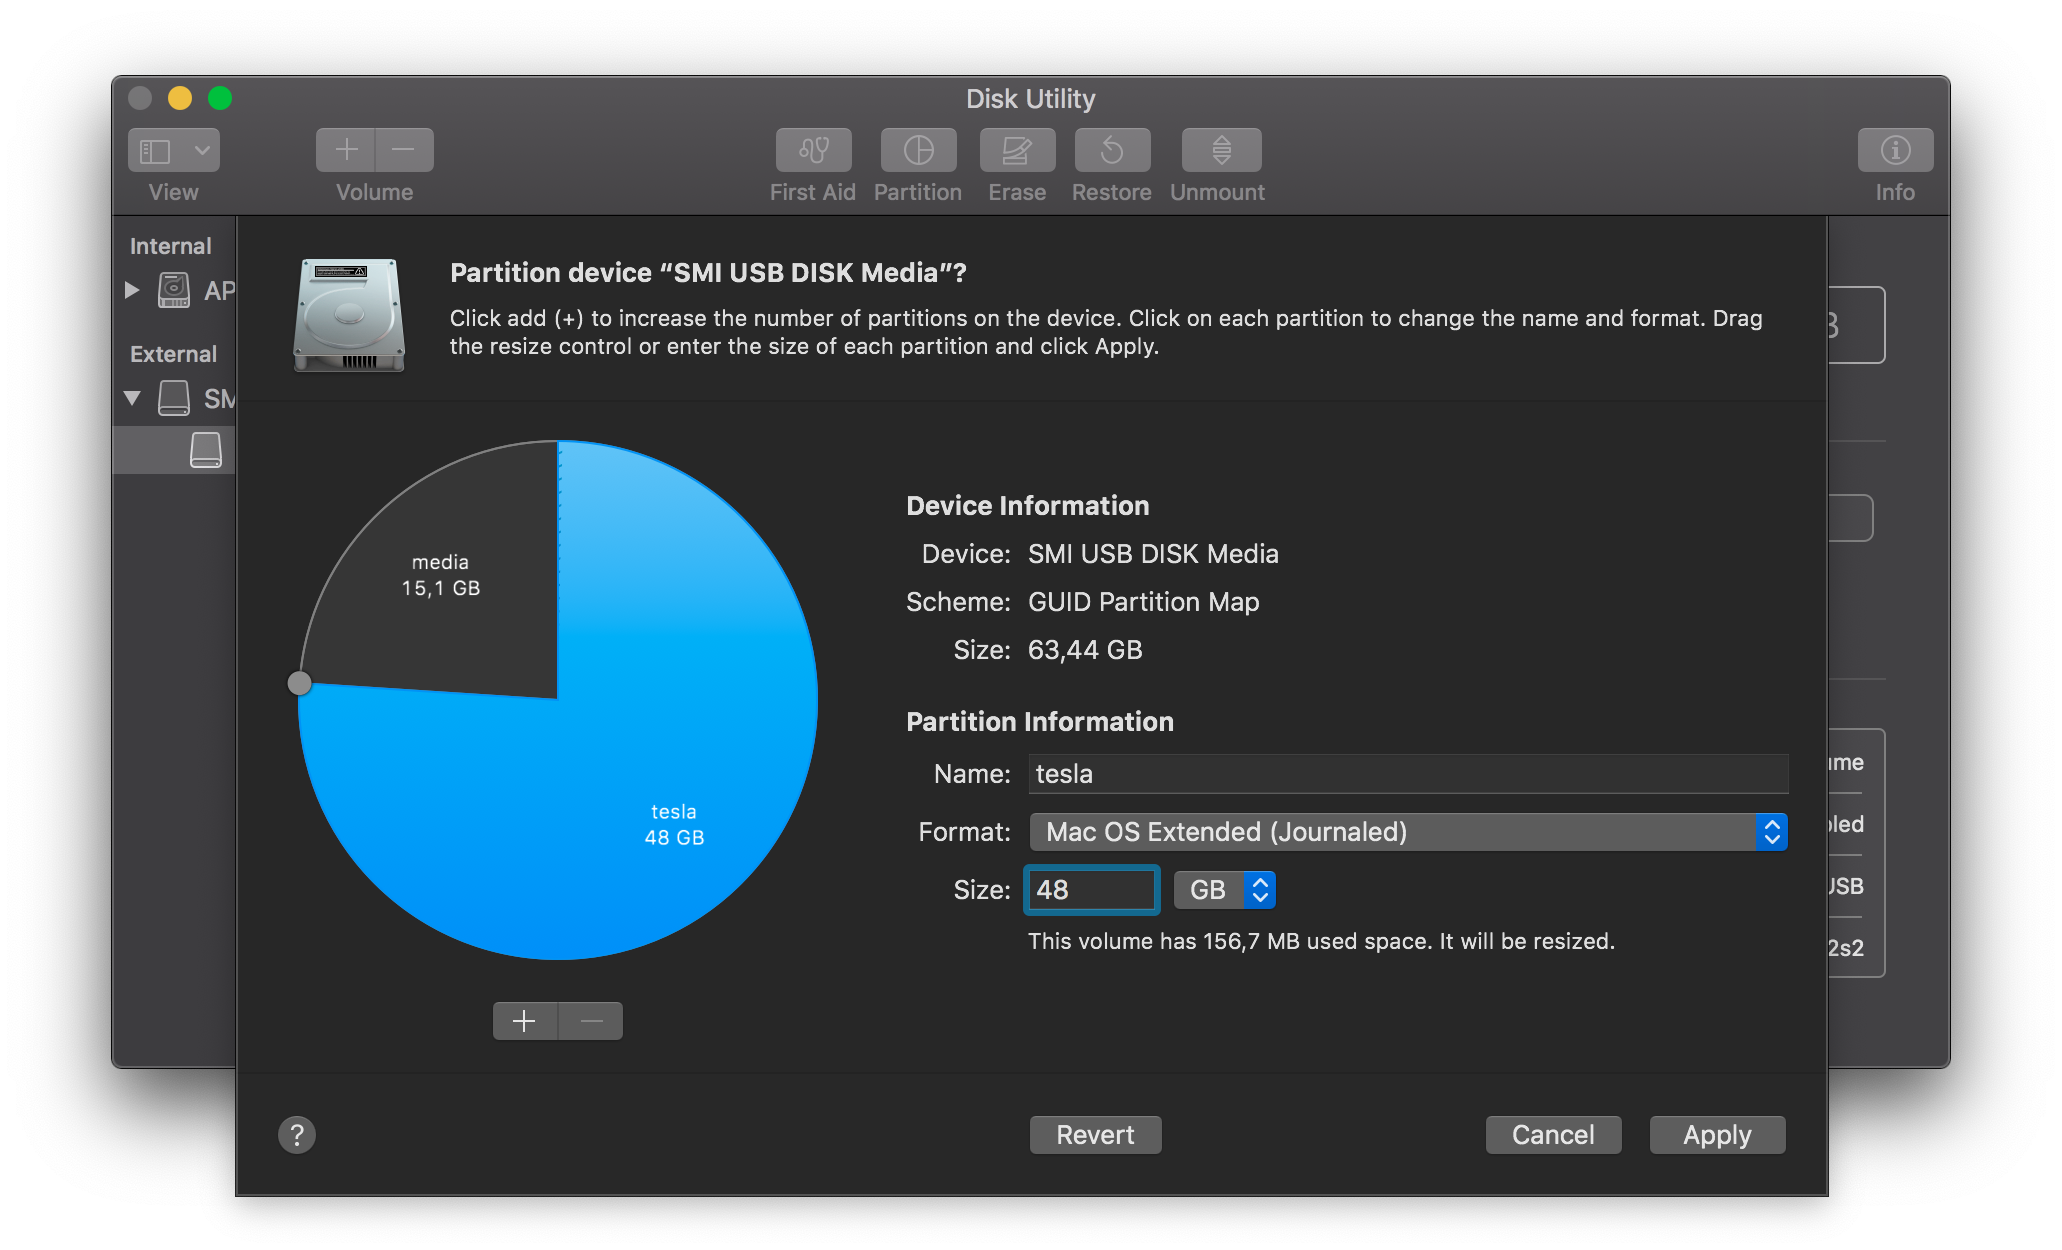 Disk Utility
View
Volume
First Aid
Partition
Erase
Restore
Unmount
Info
Internal
AP
External
SM
Partition device “SMI USB DISK Media”?
Click add (+) to increase the number of partitions on the device. Click on each partition to change the name and format. Drag
the resize control or enter the size of each partition and click Apply.
media
15,1 GB
tesla
48 GB
Device Information
Device: SMI USB DISK Media
Scheme: GUID Partition Map
Size: 63,44 GB
Partition Information
Name: tesla
Format: Mac OS Extended (Journaled)
Size: 48 GB
This volume has 156,7 MB used space. It will be resized.
2s2
+ −
?
Revert
Cancel
Apply